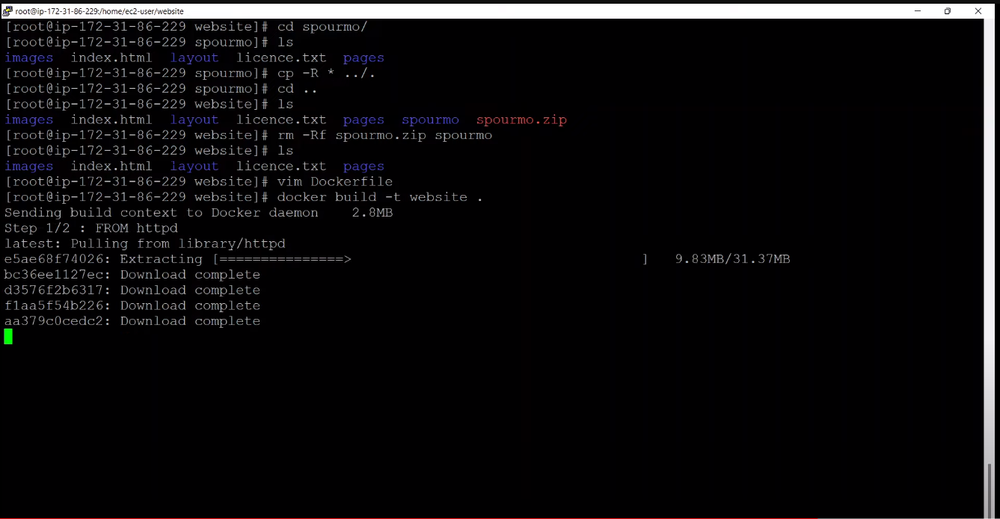 root@ip-172-31-86-229:/home/ec2-user/website
[root@ip-172-31-86-229 website]# cd spourmo/
[root@ip-172-31-86-229 spourmo]# ls
images  index.html  layout  licence.txt  pages
[root@ip-172-31-86-229 spourmo]# cp -R * ../.
[root@ip-172-31-86-229 spourmo]# cd ..
[root@ip-172-31-86-229 website]# ls
images  index.html  layout  licence.txt  pages  spourmo  spourmo.zip
[root@ip-172-31-86-229 website]# rm -Rf spourmo.zip spourmo
[root@ip-172-31-86-229 website]# ls
images  index.html  layout  licence.txt  pages
[root@ip-172-31-86-229 website]# vim Dockerfile
[root@ip-172-31-86-229 website]# docker build -t website .
Sending build context to Docker daemon    2.8MB
Step 1/2 : FROM httpd
latest: Pulling from library/httpd
e5ae68f74026: Extracting [===============>                                   ]   9.83MB/31.37MB
bc36ee1127ec: Download complete
d3576f2b6317: Download complete
f1aa5f54b226: Download complete
aa379c0cedc2: Download complete